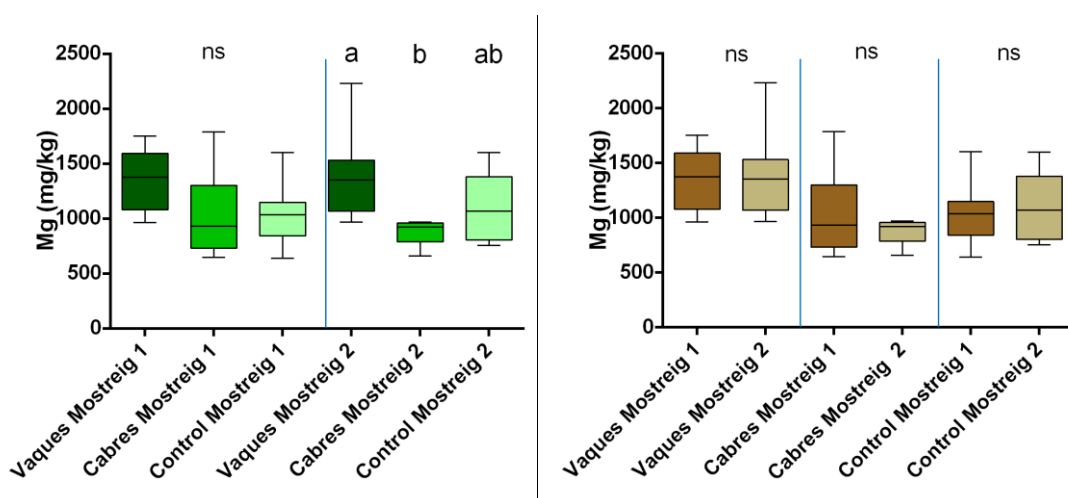 2500
2000
1500
1000
500
0
Mg (mg/kg)
ns
a
b
ab
Vaques Mostreig 1
Cabres Mostreig 1
Control Mostreig 1
Vaques Mostreig 2
Cabres Mostreig 2
Control Mostreig 2
2500
2000
1500
1000
500
0
Mg (mg/kg)
ns
ns
ns
Vaques Mostreig 1
Vaques Mostreig 2
Cabres Mostreig 1
Cabres Mostreig 2
Control Mostreig 1
Control Mostreig 2